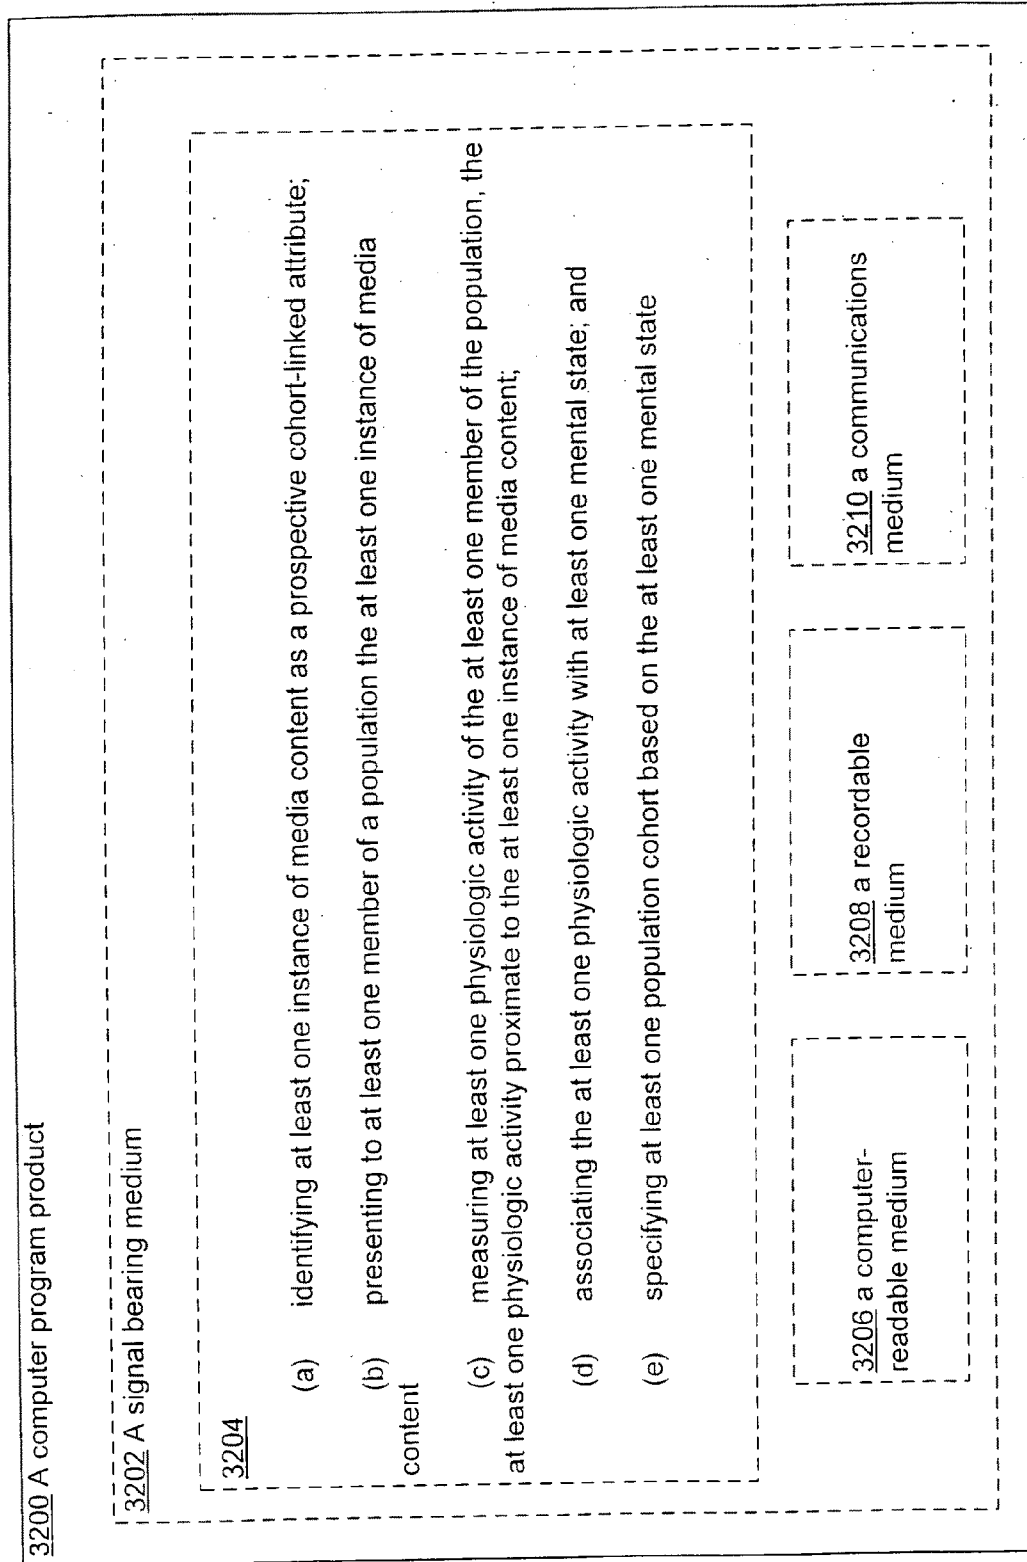 3200 A computer program product
3202 A signal bearing medium
3204
(a) identifying at least one instance of media content as a prospective cohort-linked attribute;
(b) presenting to at least one member of a population the at least one instance of media
content
(c) measuring at least one physiologic activity of the at least one member of the population, the
at least one physiologic activity proximate to the at least one instance of media content;
(d) associating the at least one physiologic activity with at least one mental state; and
(e) specifying at least one population cohort based on the at least one mental state
3206 a computer-
readable medium
3208 a recordable
medium
3210 a communications
medium